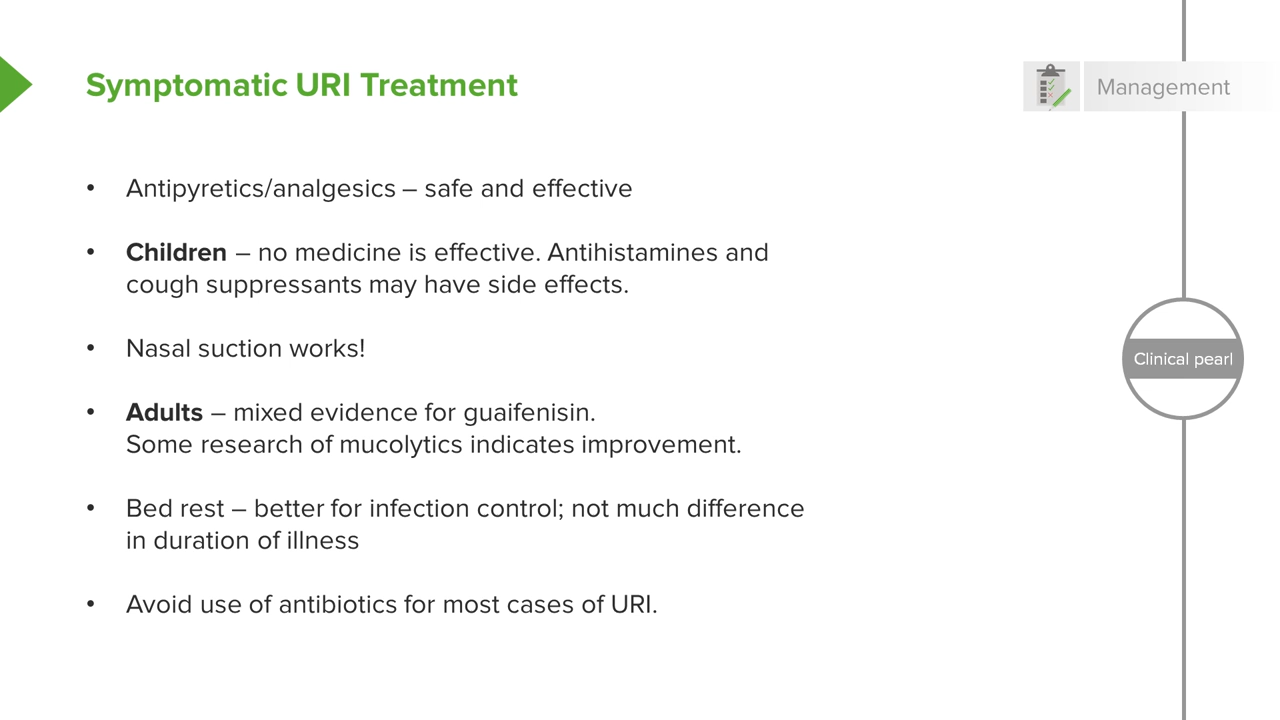 Symptomatic URI Treatment
Management
• Antipyretics/analgesics – safe and effective
• Children – no medicine is effective. Antihistamines and
cough suppressants may have side effects.
• Nasal suction works!
Clinical pearl
• Adults – mixed evidence for guaifenisin.
Some research of mucolytics indicates improvement.
• Bed rest – better for infection control; not much difference
in duration of illness
• Avoid use of antibiotics for most cases of URI.